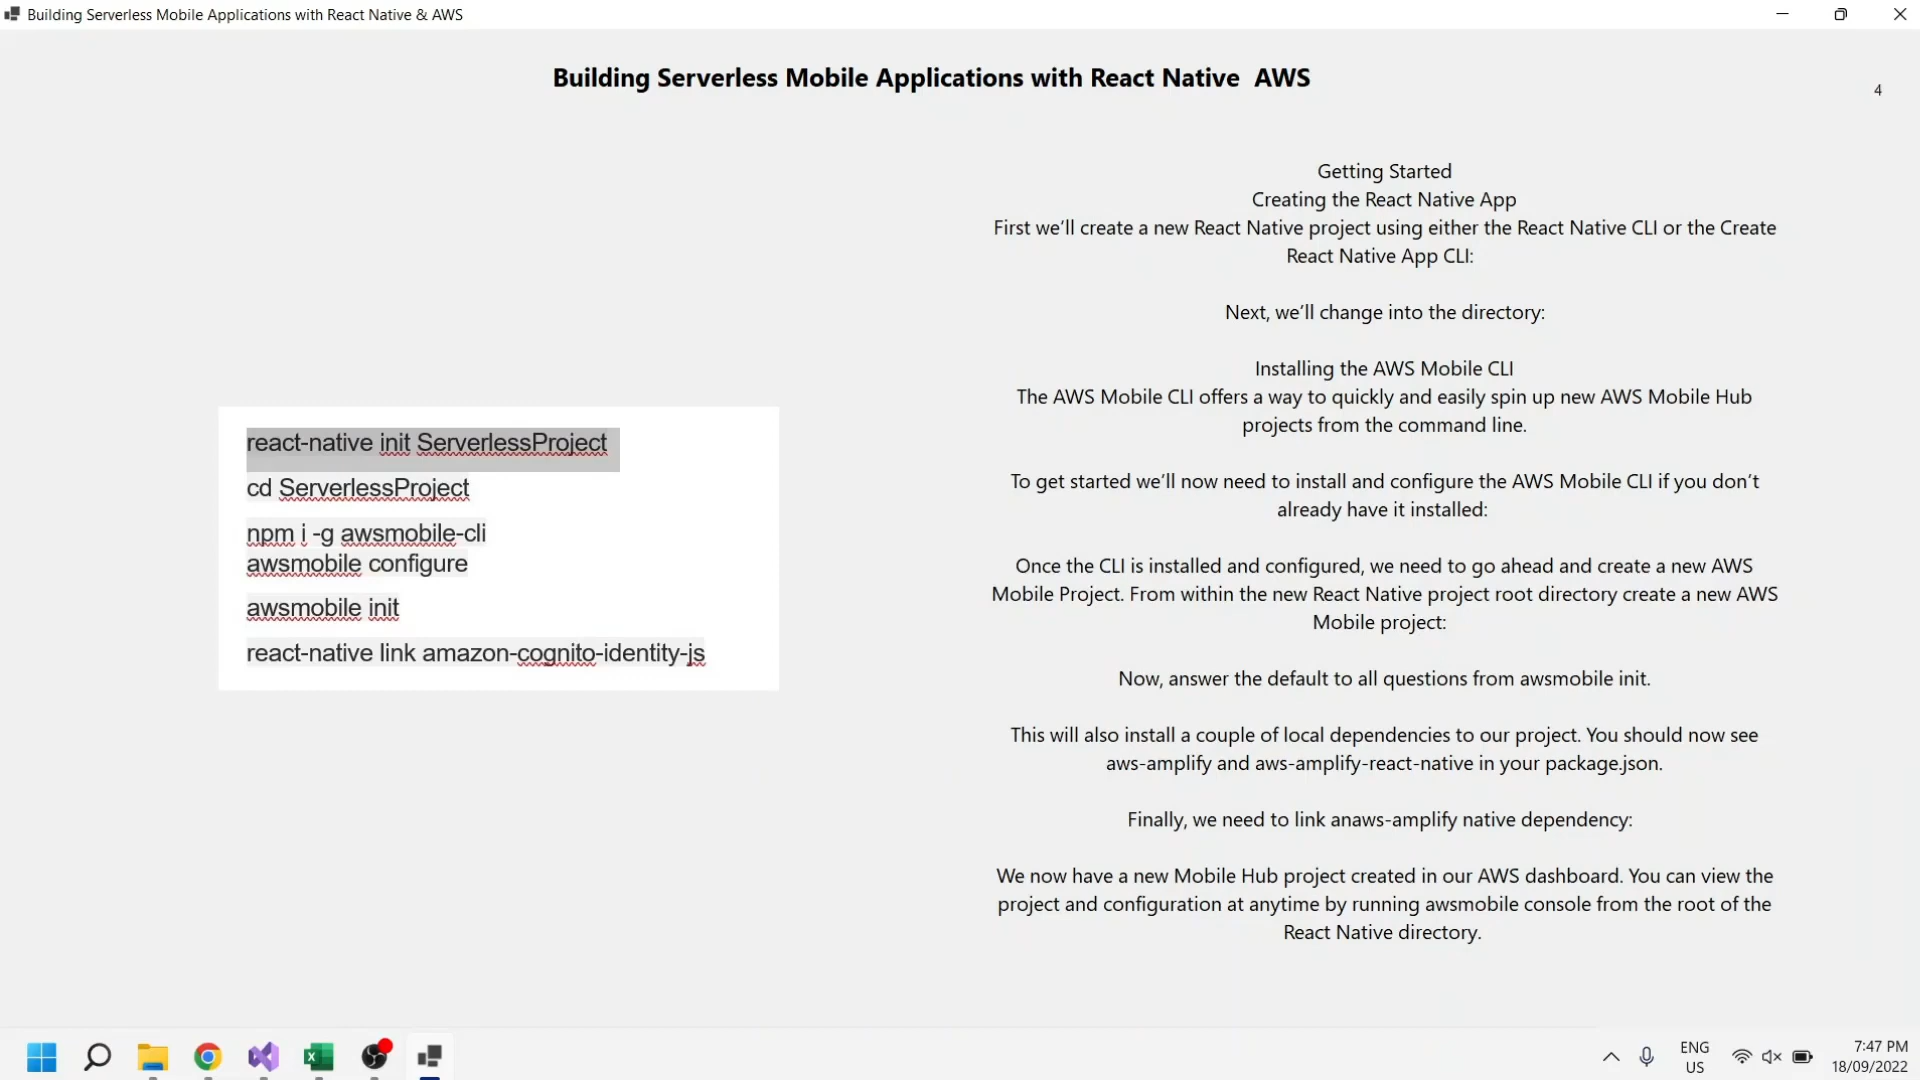 Building Serverless Mobile Applications with React Native & AWS
Building Serverless Mobile Applications with React Native  AWS
4
react-native init ServerlessProject
cd ServerlessProject
npm i -g awsmobile-cli
awsmobile configure
awsmobile init
react-native link amazon-cognito-identity-js
Getting Started
Creating the React Native App
First we’ll create a new React Native project using either the React Native CLI or the Create
React Native App CLI:
Next, we’ll change into the directory:
Installing the AWS Mobile CLI
The AWS Mobile CLI offers a way to quickly and easily spin up new AWS Mobile Hub
projects from the command line.
To get started we’ll now need to install and configure the AWS Mobile CLI if you don’t
already have it installed:
Once the CLI is installed and configured, we need to go ahead and create a new AWS
Mobile Project. From within the new React Native project root directory create a new AWS
Mobile project:
Now, answer the default to all questions from awsmobile init.
This will also install a couple of local dependencies to our project. You should now see
aws-amplify and aws-amplify-react-native in your package.json.
Finally, we need to link anaws-amplify native dependency:
We now have a new Mobile Hub project created in our AWS dashboard. You can view the
project and configuration at anytime by running awsmobile console from the root of the
React Native directory.
ENG
US
7:47 PM
18/09/2022